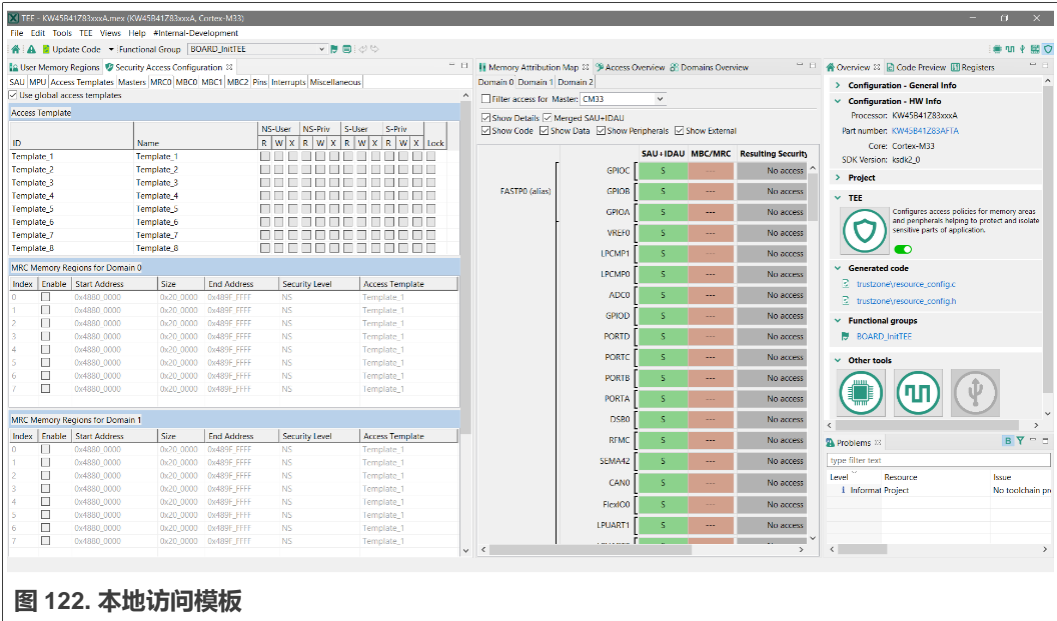 TEE - KW45B41Z83xxxA.mex (KW45B41Z83xxxA, Cortex-M33)
File Edit Tools TEE Views Help #Internal-Development
Update Code Functional Group BOARD_InitTEE
User Memory Regions Security Access Configuration
SAU MPU Access Templates Masters MRC0 MBC0 MBC1 MBC2 Pins Interrupts Miscellaneous
Use global access templates
Access Template
NS-User NS-Priv S-User S-Priv
ID Name R W X R W X R W X R W X Lock
Template_1 Template_1
Template_2 Template_2
Template_3 Template_3
Template_4 Template_4
Template_5 Template_5
Template_6 Template_6
Template_7 Template_7
Template_8 Template_8
MRC Memory Regions for Domain 0
Index Enable Start Address Size End Address Security Level Access Template
0 0x4880_0000 0x20_0000 0x489F_FFFF NS Template_1
1 0x4880_0000 0x20_0000 0x489F_FFFF NS Template_1
2 0x4880_0000 0x20_0000 0x489F_FFFF NS Template_1
3 0x4880_0000 0x20_0000 0x489F_FFFF NS Template_1
4 0x4880_0000 0x20_0000 0x489F_FFFF NS Template_1
5 0x4880_0000 0x20_0000 0x489F_FFFF NS Template_1
6 0x4880_0000 0x20_0000 0x489F_FFFF NS Template_1
7 0x4880_0000 0x20_0000 0x489F_FFFF NS Template_1
MRC Memory Regions for Domain 1
Index Enable Start Address Size End Address Security Level Access Template
0 0x4880_0000 0x20_0000 0x489F_FFFF NS Template_1
1 0x4880_0000 0x20_0000 0x489F_FFFF NS Template_1
2 0x4880_0000 0x20_0000 0x489F_FFFF NS Template_1
3 0x4880_0000 0x20_0000 0x489F_FFFF NS Template_1
4 0x4880_0000 0x20_0000 0x489F_FFFF NS Template_1
5 0x4880_0000 0x20_0000 0x489F_FFFF NS Template_1
6 0x4880_0000 0x20_0000 0x489F_FFFF NS Template_1
7 0x4880_0000 0x20_0000 0x489F_FFFF NS Template_1
Memory Attribution Map Access Overview Domains Overview
Domain 0 Domain 1 Domain 2
Filter access for Master: CM33
Show Details Merged SAU+IDAU
Show Code Show Data Show Peripherals Show External
SAU+IDAU MBC/MRC Resulting Security
GPIOC S --- No access
FASTP0 (alias) GPIOB S --- No access
GPIOA S --- No access
VREF0 S --- No access
LPCMP1 S --- No access
LPCMP0 S --- No access
ADC0 S --- No access
GPIOD S --- No access
PORTD S --- No access
PORTC S --- No access
PORTB S --- No access
PORTA S --- No access
DSB0 S --- No access
RFMC S --- No access
SEMA42 S --- No access
CAN0 S --- No access
FlexIO0 S --- No access
LPUART1 S --- No access
Overview Code Preview Registers
Configuration - General Info
Configuration - HW Info
Processor: KW45B41Z83xxxA
Part number: KW45B41Z83AFTA
Core: Cortex-M33
SDK Version: ksdk2_0
Project
TEE
Configures access policies for memory areas
and peripherals helping to protect and isolate
sensitive parts of application.
Generated code
trustzone\resource_config.c
trustzone\resource_config.h
Functional groups
BOARD_InitTEE
Other tools
Problems
type filter text
Level Resource Issue
Informat Project No toolchain pr
图 122. 本地访问模板